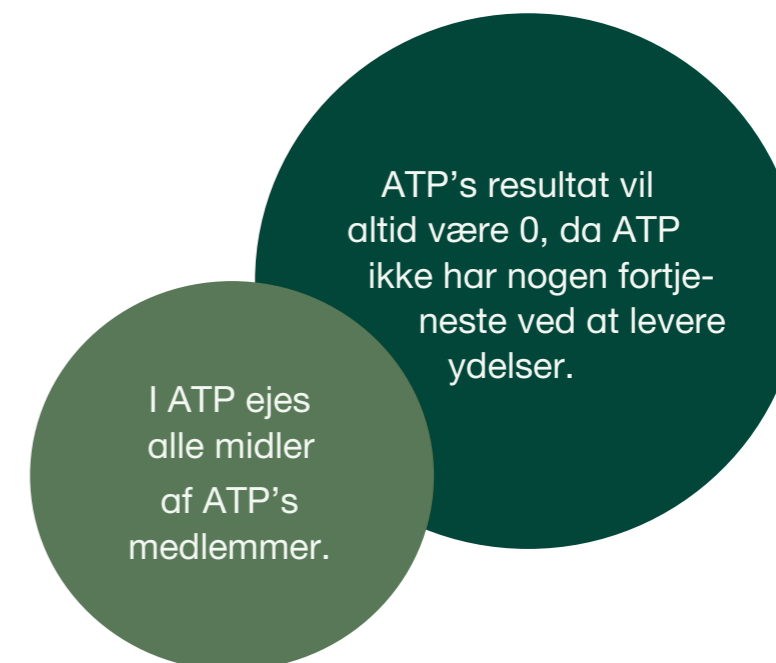 ATP’s resultat vil
altid være 0, da ATP
ikke har nogen fortje-
neste ved at levere
ydelser.
I ATP ejes
alle midler
af ATP’s
medlemmer.